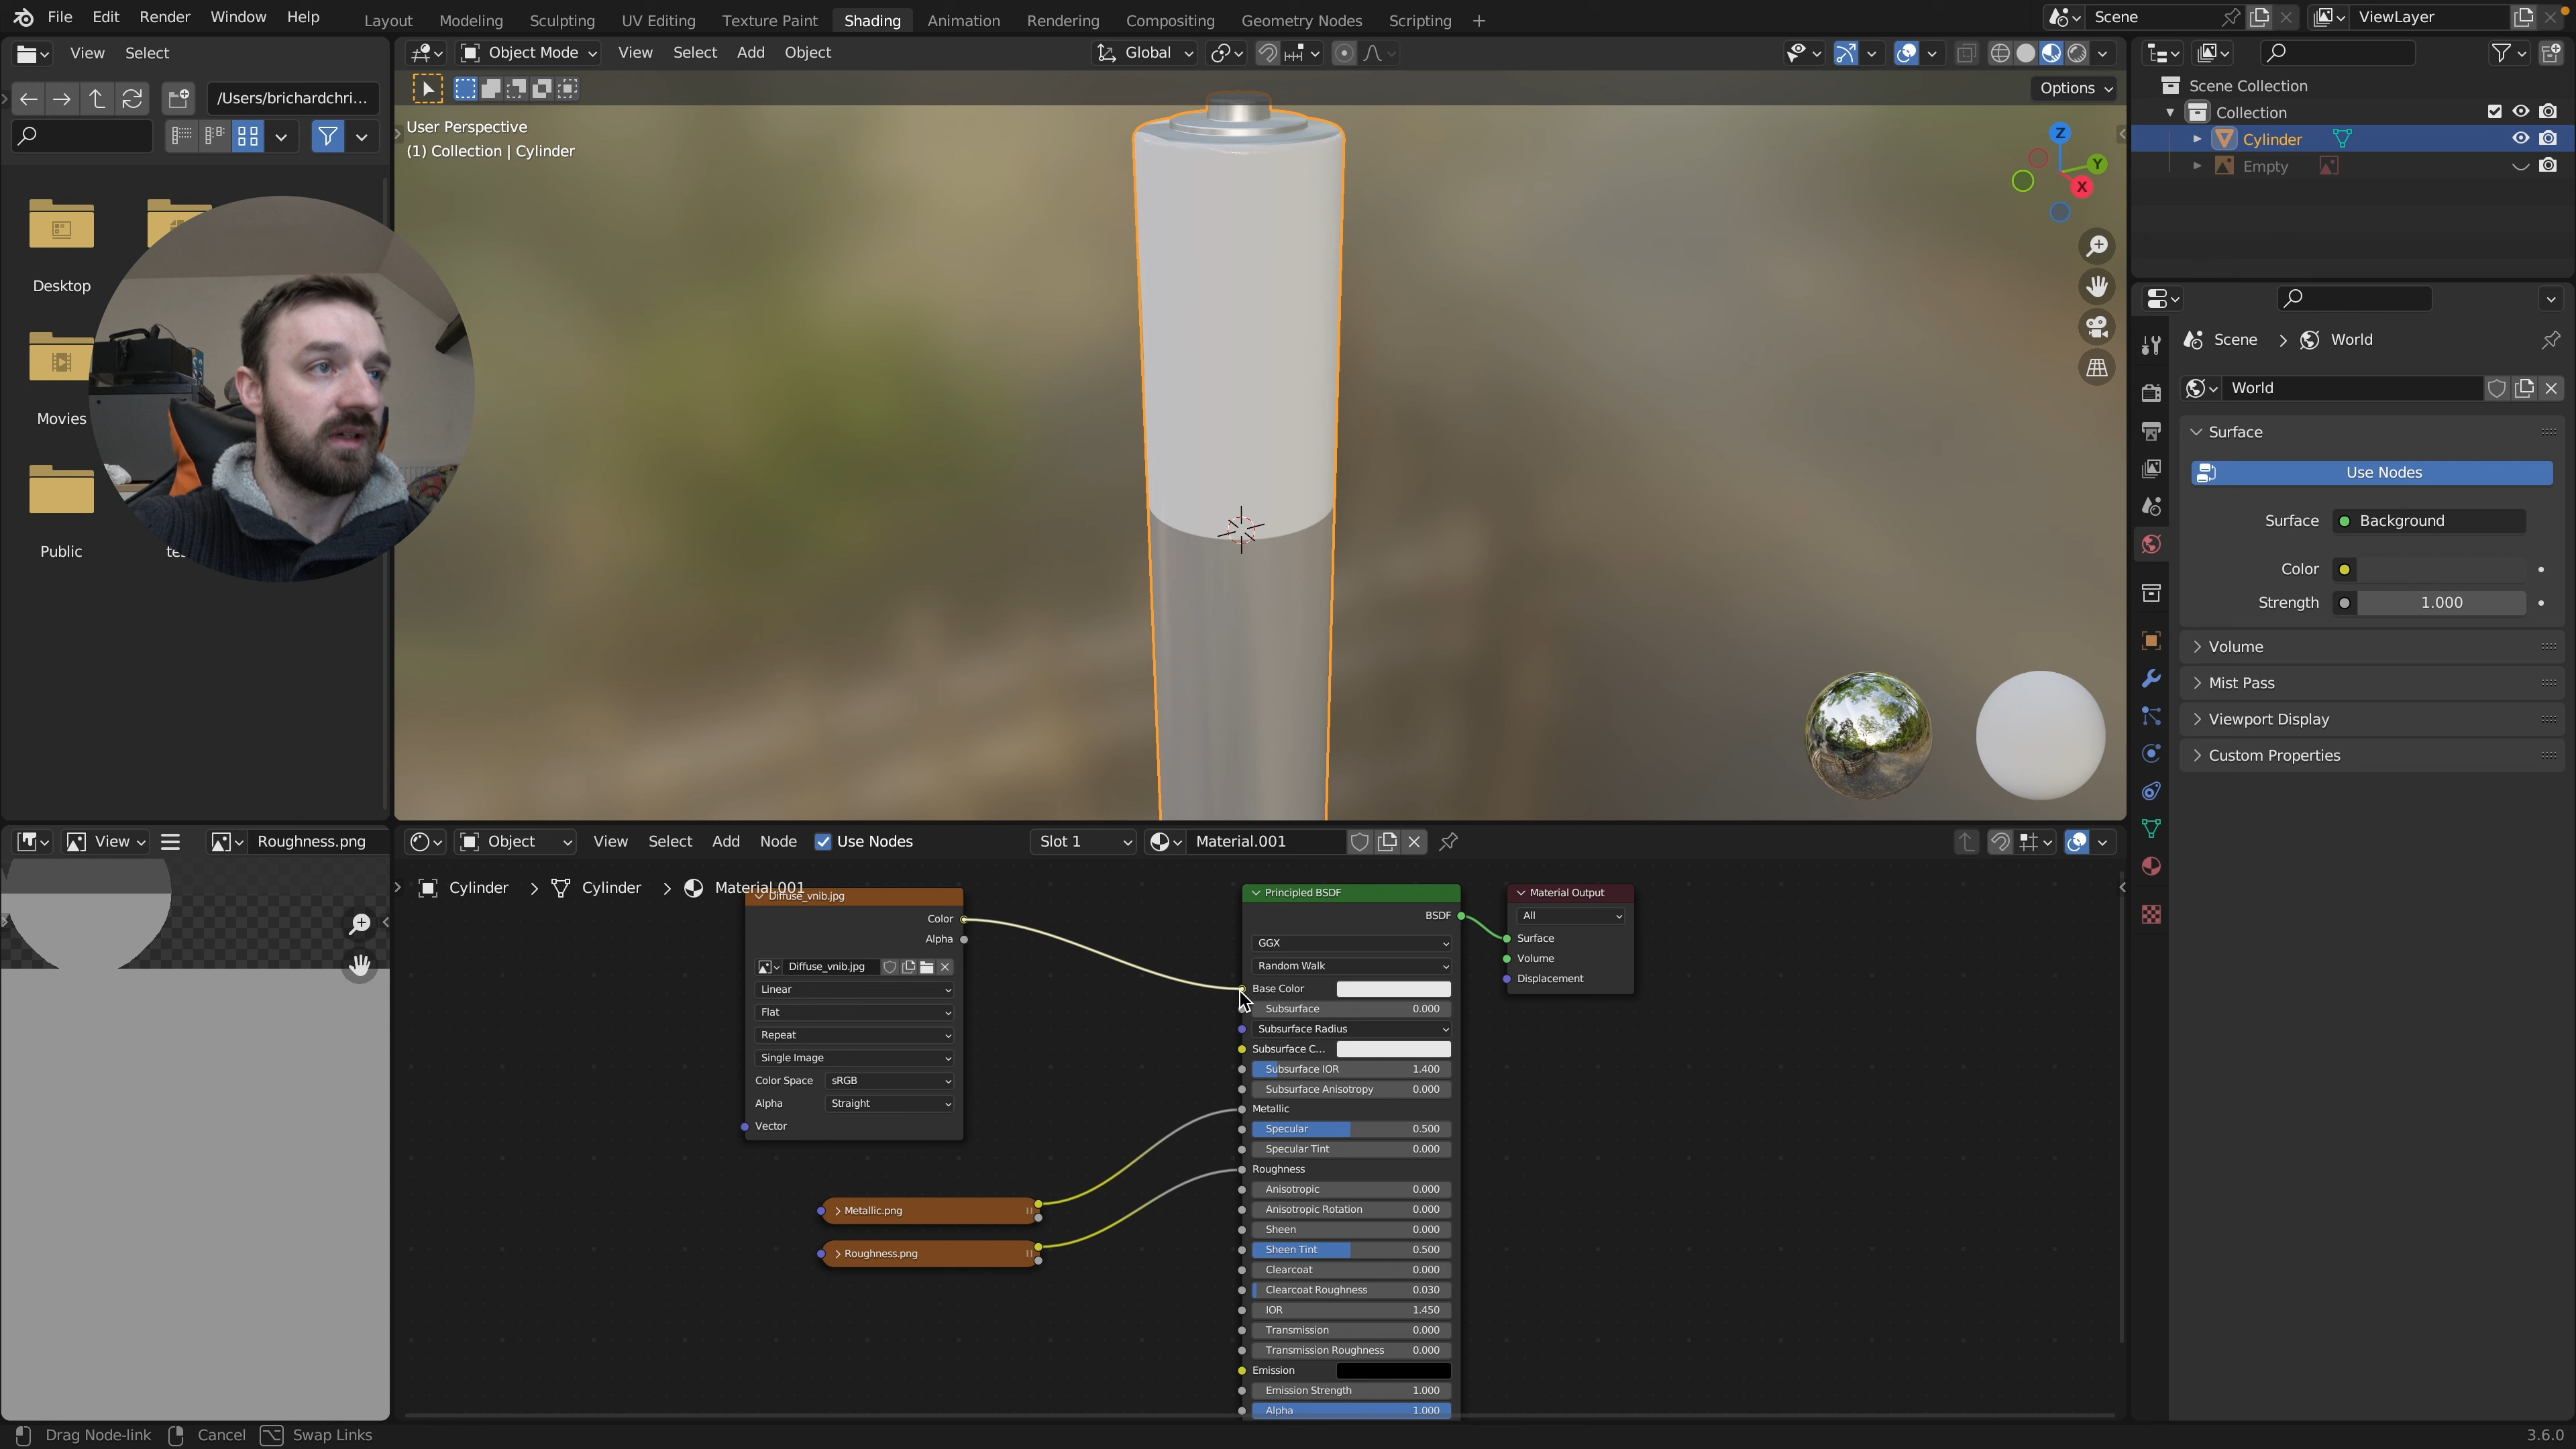 File Edit Render Window Help
Layout Modeling Sculpting UV Editing Texture Paint Shading Animation Rendering Compositing Geometry Nodes Scripting +
Scene
ViewLayer
View Select
/Users/brichardchri...
Desktop
Movies
Public
Object Mode View Select Add Object
Global
Options
User Perspective
(1) Collection | Cylinder
Z
Y
X
Scene Collection
Collection
Cylinder
Empty
Scene > World
World
Surface
Use Nodes
Surface Background
Color
Strength 1.000
Volume
Mist Pass
Viewport Display
Custom Properties
View Roughness.png
Object View Select Add Node Use Nodes
Slot 1
Material.001
Cylinder > Cylinder > Material.001
Diffuse_vnib.jpg
Color
Alpha
Diffuse_vnib.jpg
Linear
Flat
Repeat
Single Image
Color Space sRGB
Alpha Straight
Vector
Metallic.png
Roughness.png
Principled BSDF
BSDF
GGX
Random Walk
Base Color
Subsurface 0.000
Subsurface Radius
Subsurface C...
Subsurface IOR 1.400
Subsurface Anisotropy 0.000
Metallic
Specular 0.500
Specular Tint 0.000
Roughness
Anisotropic 0.000
Anisotropic Rotation 0.000
Sheen 0.000
Sheen Tint 0.500
Clearcoat 0.000
Clearcoat Roughness 0.030
IOR 1.450
Transmission 0.000
Transmission Roughness 0.000
Emission
Emission Strength 1.000
Alpha 1.000
Material Output
All
Surface
Volume
Displacement
Drag Node-link Cancel Swap Links
3.6.0